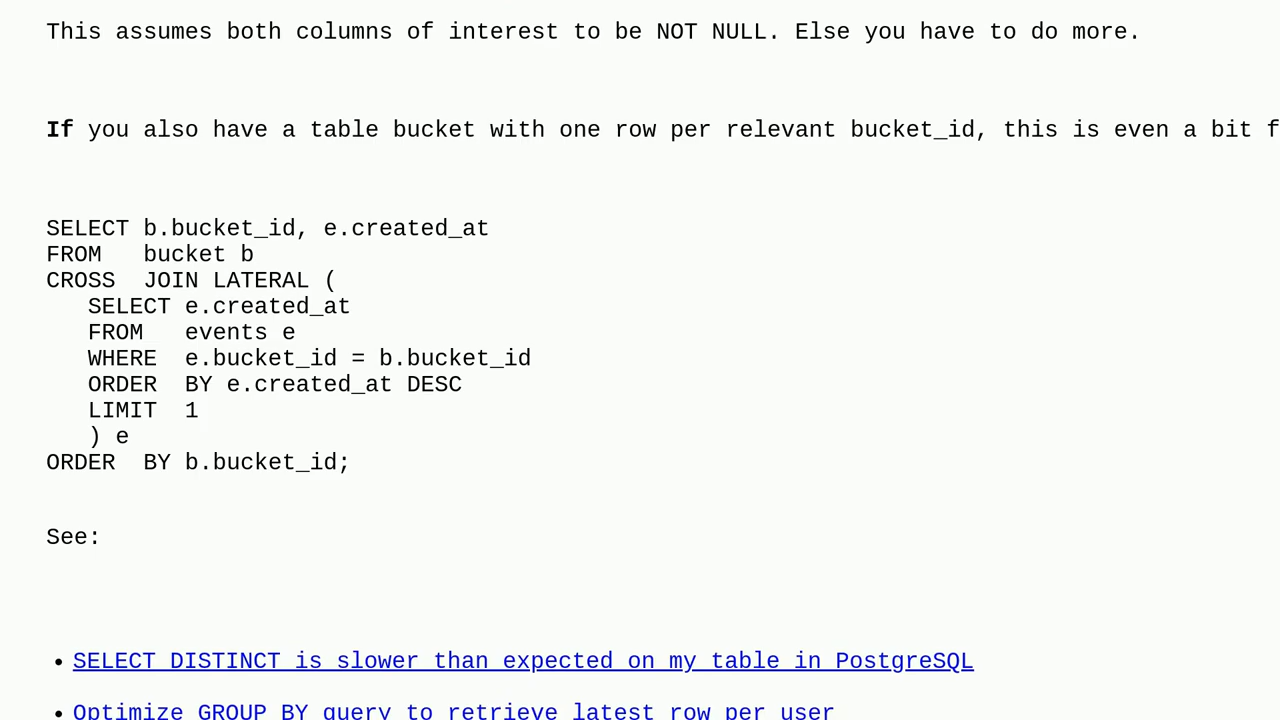 This assumes both columns of interest to be NOT NULL. Else you have to do more.
If you also have a table bucket with one row per relevant bucket_id, this is even a bit
SELECT b.bucket_id, e.created_at
FROM   bucket b
CROSS  JOIN LATERAL (
   SELECT e.created_at
   FROM   events e
   WHERE  e.bucket_id = b.bucket_id
   ORDER  BY e.created_at DESC
   LIMIT  1
   ) e
ORDER  BY b.bucket_id;
See:
• SELECT DISTINCT is slower than expected on my table in PostgreSQL
• Optimize GROUP BY query to retrieve latest row per user